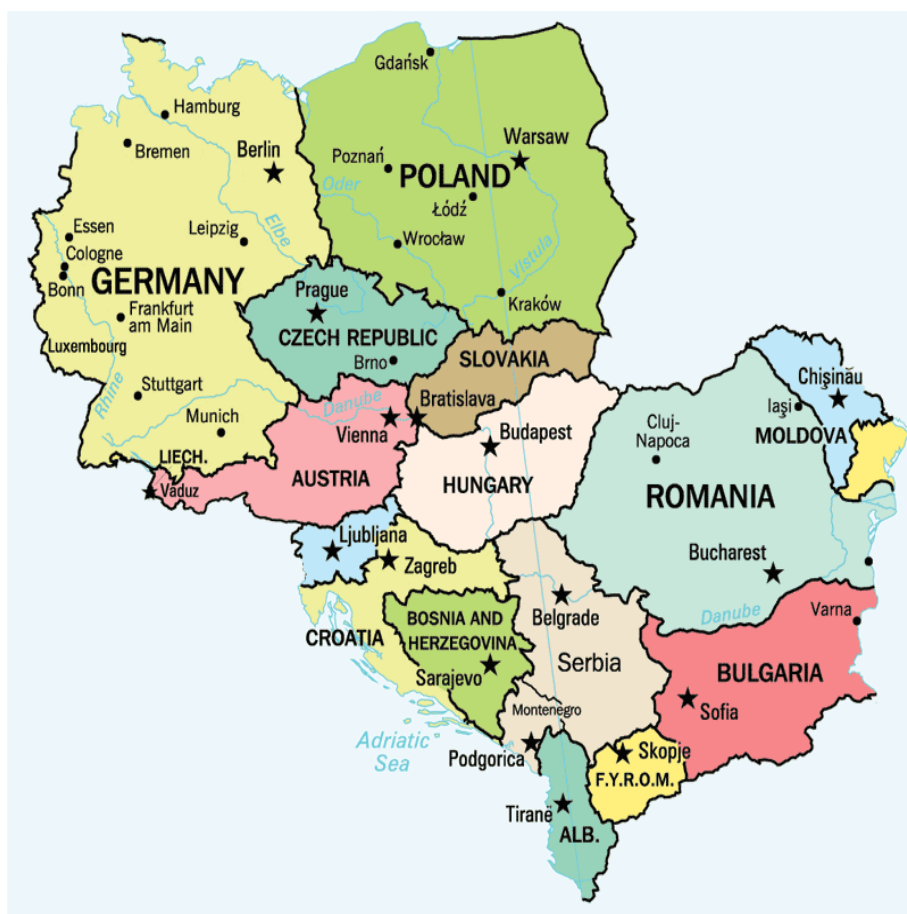 Gdańsk
Hamburg
Bremen
Berlin
Warsaw
Poznań
POLAND
Oder
Łódź
Essen
Cologne
Bonn
Leipzig
Elbe
Wrocław
Vistula
GERMANY
Prague
Kraków
Frankfurt
am Main
CZECH REPUBLIC
Luxembourg
Brno
SLOVAKIA
Rhine
Stuttgart
Munich
Danube
Bratislava
Vienna
Budapest
Chişinău
Iaşi
Cluj-
Napoca
MOLDOVA
LIECH.
Vaduz
AUSTRIA
HUNGARY
ROMANIA
Ljubljana
Zagreb
Bucharest
BOSNIA AND
HERZEGOVINA
Belgrade
Danube
Varna
CROATIA
Sarajevo
Serbia
BULGARIA
Montenegro
Sofia
Adriatic
Sea
Podgorica
Skopje
F.Y.R.O.M.
Tiranë
ALB.